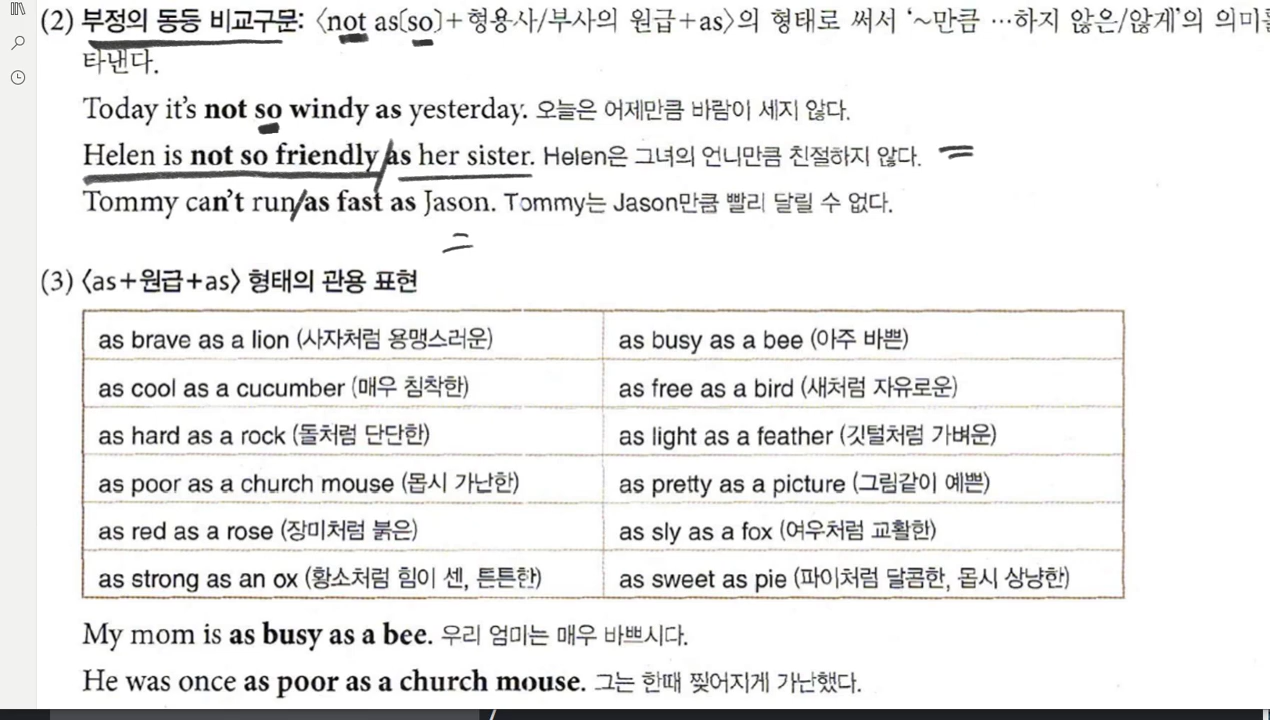 (2) 부정의 동등 비교구문: 〈not as(so)+형용사/부사의 원급+as〉의 형태로 써서 ‘~만큼 …하지 않은/않게’의 의미를
타낸다.
Today it’s not so windy as yesterday. 오늘은 어제만큼 바람이 세지 않다.
Helen is not so friendly as her sister. Helen은 그녀의 언니만큼 친절하지 않다.
Tommy can’t run as fast as Jason. Tommy는 Jason만큼 빨리 달릴 수 없다.
(3) 〈as+원급+as〉 형태의 관용 표현
as brave as a lion (사자처럼 용맹스러운) as busy as a bee (아주 바쁜)
as cool as a cucumber (매우 침착한) as free as a bird (새처럼 자유로운)
as hard as a rock (돌처럼 단단한) as light as a feather (깃털처럼 가벼운)
as poor as a church mouse (몹시 가난한) as pretty as a picture (그림같이 예쁜)
as red as a rose (장미처럼 붉은) as sly as a fox (여우처럼 교활한)
as strong as an ox (황소처럼 힘이 센, 튼튼한) as sweet as pie (파이처럼 달콤한, 몹시 상냥한)
My mom is as busy as a bee. 우리 엄마는 매우 바쁘시다.
He was once as poor as a church mouse. 그는 한때 찢어지게 가난했다.